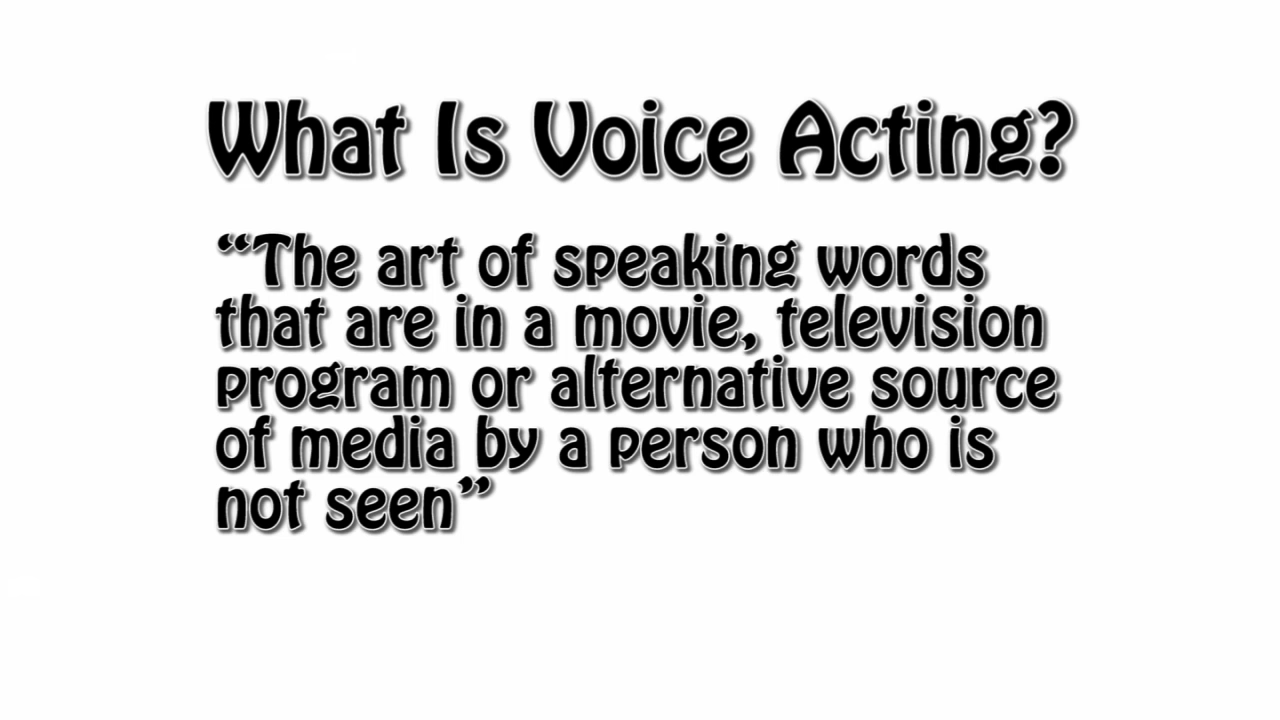 What Is Voice Acting?
“The art of speaking words
that are in a movie, television
program or alternative source
of media by a person who is
not seen”